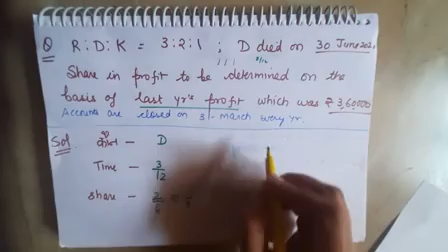 Q R:D:K = 3:2:1 ; D died on 30 June 202
Share in profit to be determined on the
basis of last yr's profit which was ₹ 3,60000
Accounts are closed on 31 - march every yr.
Sol D
Time - 3/12
share - 2/6